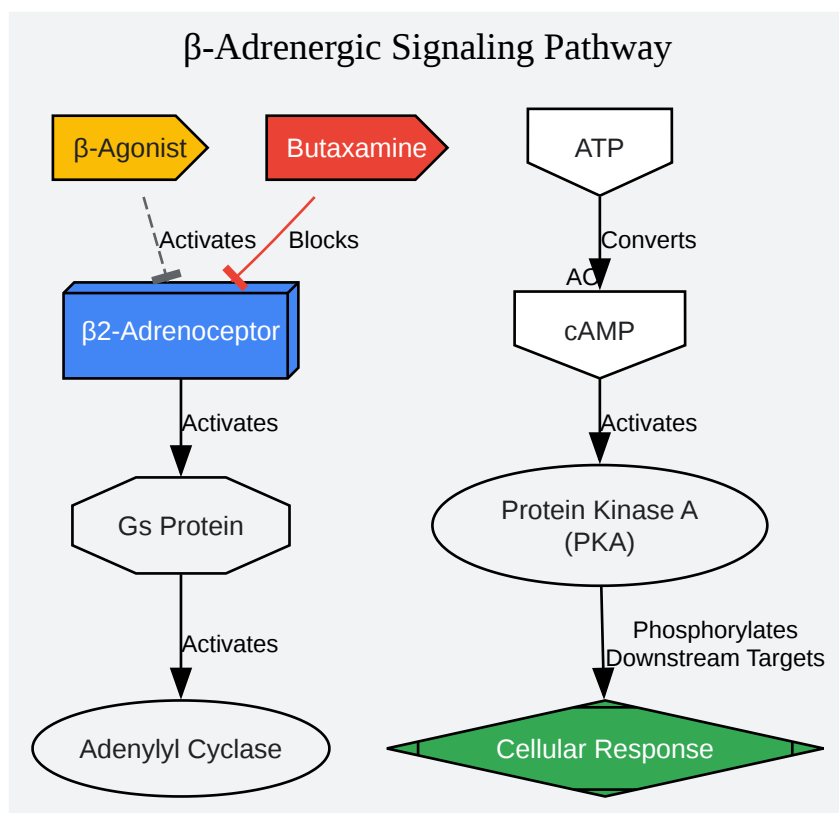 β-Adrenergic Signaling Pathway
β-Agonist
Butaxamine
ATP
Activates
Blocks
Converts
AC
β2-Adrenoceptor
cAMP
Activates
Activates
Gs Protein
Protein Kinase A
(PKA)
Activates
Phosphorylates
Downstream Targets
Adenylyl Cyclase
Cellular Response